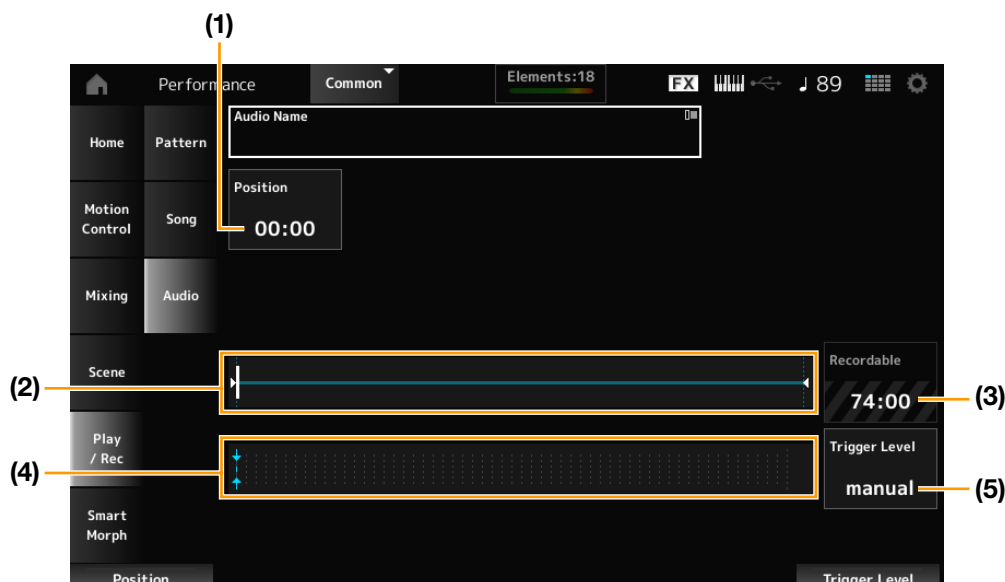 (1)
Performance
Common
Elements:18
FX
♩ 89
Home
Pattern
Audio Name
Position
00:00
Motion
Control
Song
Mixing
Audio
Scene
(2)
Recordable
74:00
(3)
Play
/ Rec
(4)
Trigger Level
manual
(5)
Smart
Morph
Position
Trigger Level